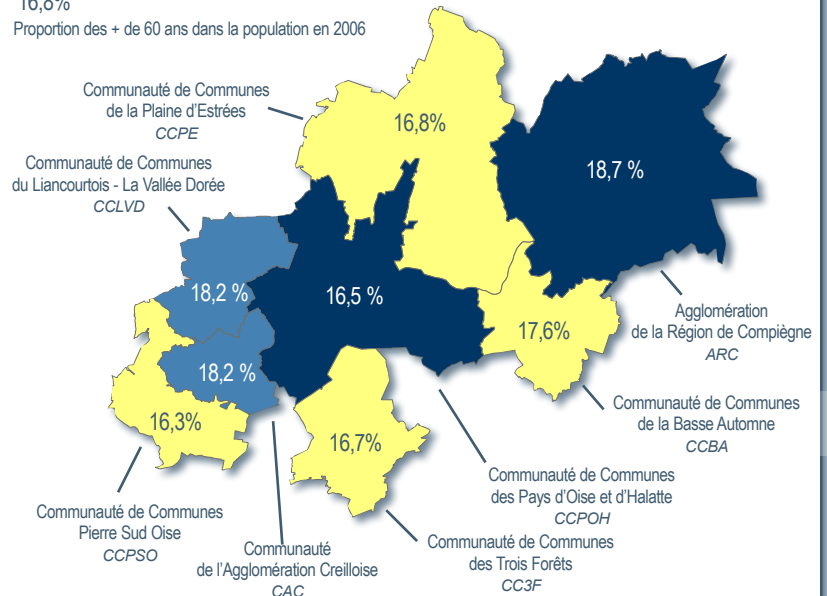 16,8%
Proportion des + de 60 ans dans la population en 2006
Communauté de Communes
de la Plaine d'Estrées
CCPE
16,8%
18,7 %
Communauté de Communes
du Liancourtois - La Vallée Dorée
CCLVD
18,2 %
16,5 %
17,6%
Agglomération
de la Région de Compiègne
ARC
18,2 %
16,3%
16,7%
Communauté de Communes
de la Basse Automne
CCBA
Communauté de Communes
des Pays d'Oise et d'Halatte
CCPOH
Communauté de Communes
Pierre Sud Oise
CCPSO
Communauté
de l'Agglomération Creilloise
CAC
Communauté de Communes
des Trois Forêts
CC3F